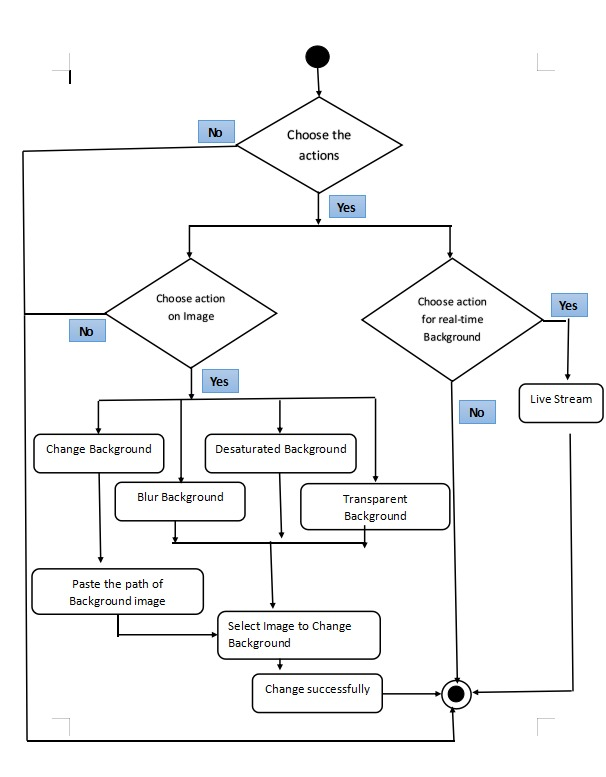 No
Choose the
actions
Yes
Choose action
on Image
Choose action
for real-time
Background
Yes
No
Yes
No
Live Stream
Change Background
Desaturated Background
Blur Background
Transparent
Background
Paste the path of
Background image
Select Image to Change
Background
Change successfully